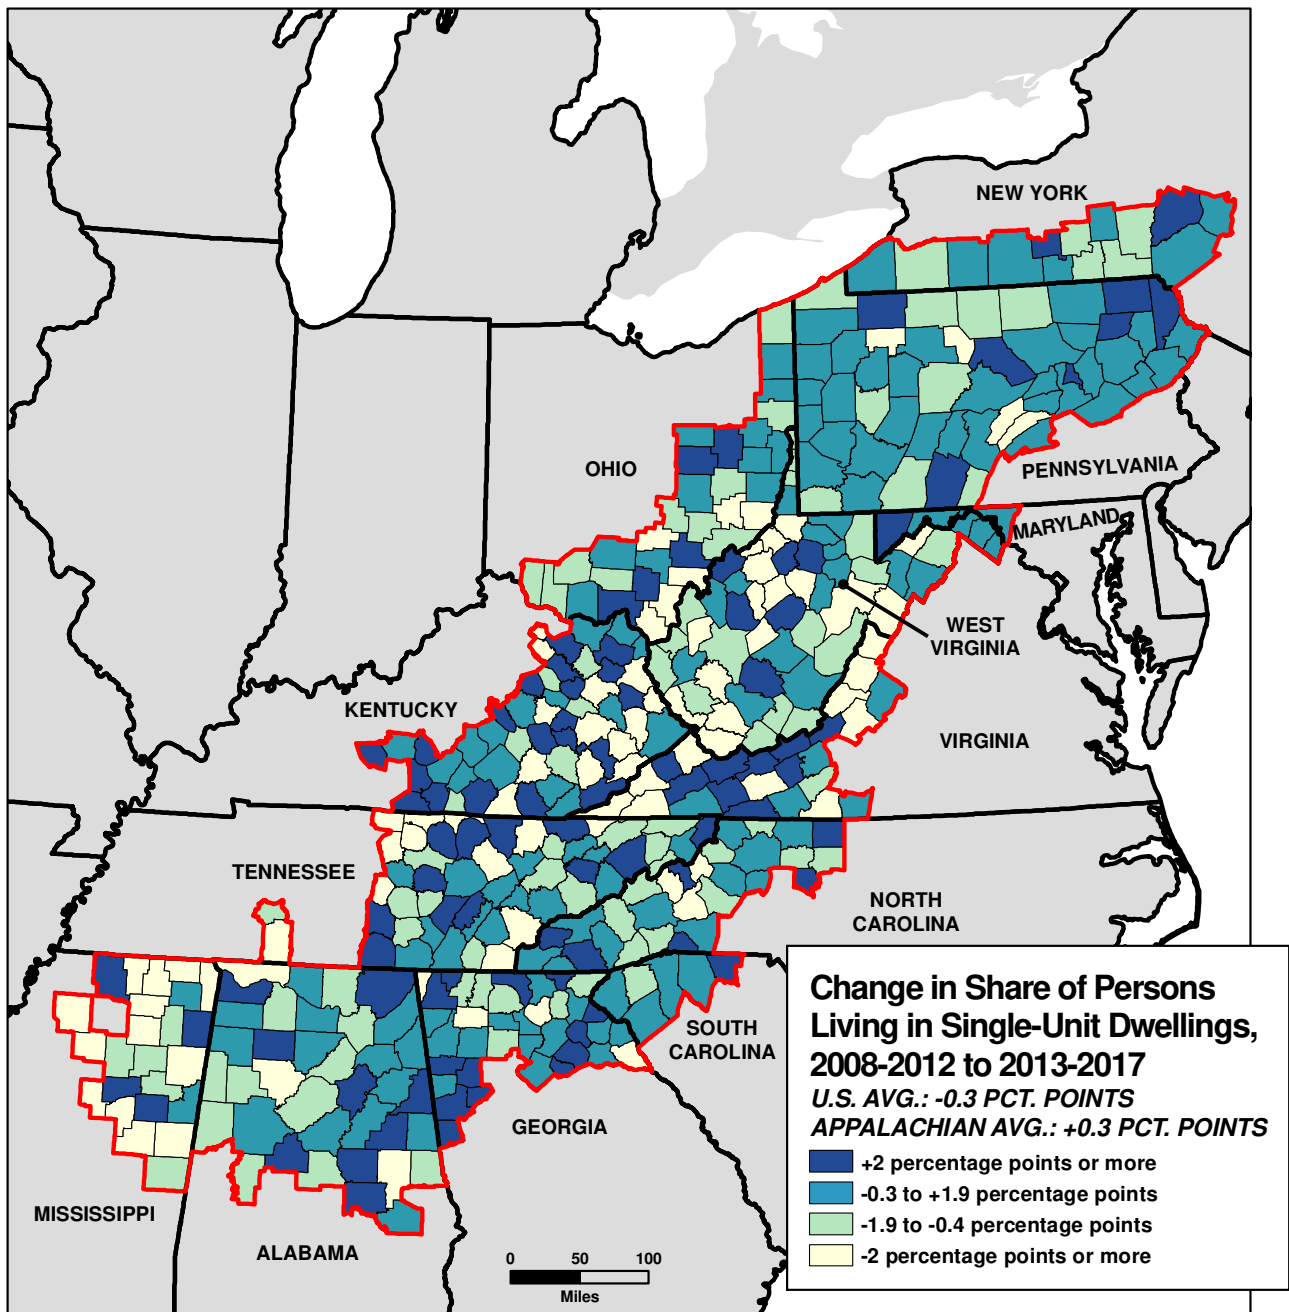 NEW YORK
OHIO
PENNSYLVANIA
MARYLAND
WEST
VIRGINIA
KENTUCKY
VIRGINIA
TENNESSEE
NORTH
CAROLINA
SOUTH
CAROLINA
GEORGIA
MISSISSIPPI
ALABAMA
0 50 100
Miles
Change in Share of Persons
Living in Single-Unit Dwellings,
2008-2012 to 2013-2017
U.S. AVG.: -0.3 PCT. POINTS
APPALACHIAN AVG.: +0.3 PCT. POINTS
+2 percentage points or more
-0.3 to +1.9 percentage points
-1.9 to -0.4 percentage points
-2 percentage points or more